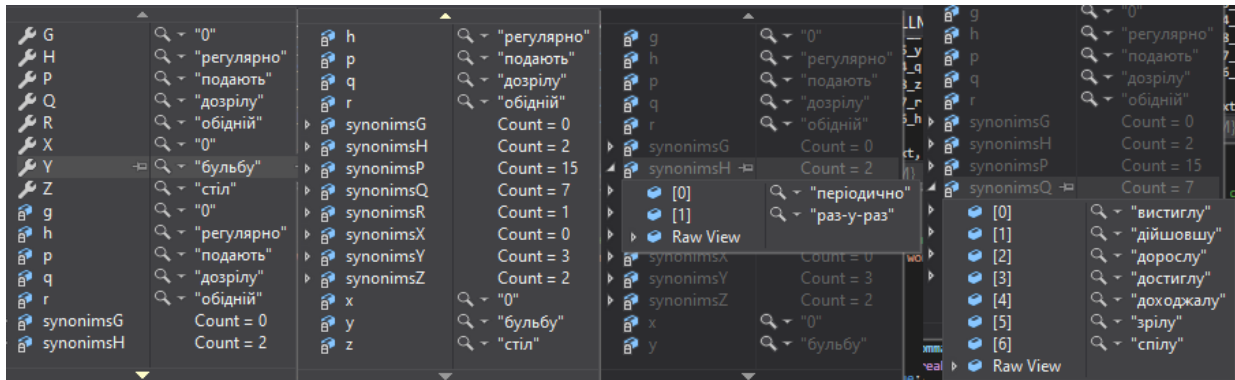 G "0"
H "регулярно"
P "подають"
Q "дозрілу"
R "обідній"
X "0"
Y "бульбу"
Z "стіл"
g "0"
h "регулярно"
p "подають"
q "дозрілу"
r "обідній"
synonimsG Count = 0
synonimsH Count = 2
h "регулярно"
p "подають"
q "дозрілу"
r "обідній"
synonimsG Count = 0
synonimsH Count = 2
synonimsP Count = 15
synonimsQ Count = 7
synonimsR Count = 1
synonimsX Count = 0
synonimsY Count = 3
synonimsZ Count = 2
x "0"
y "бульбу"
z "стіл"
g "0"
h "регулярно"
p "подають"
q "дозрілу"
r "обідній"
synonimsG Count = 0
synonimsH Count = 2
[0] "періодично"
[1] "раз-у-раз"
Raw View
synonimsX Count = 0
synonimsY Count = 3
synonimsZ Count = 2
x "0"
y "бульбу"
g "0"
h "регулярно"
p "подають"
q "дозрілу"
r "обідній"
synonimsG Count = 0
synonimsH Count = 2
synonimsP Count = 15
synonimsQ Count = 7
[0] "вистиглу"
[1] "дійшовшу"
[2] "дорослу"
[3] "достиглу"
[4] "доходжалу"
[5] "зрілу"
[6] "спілу"
Raw View